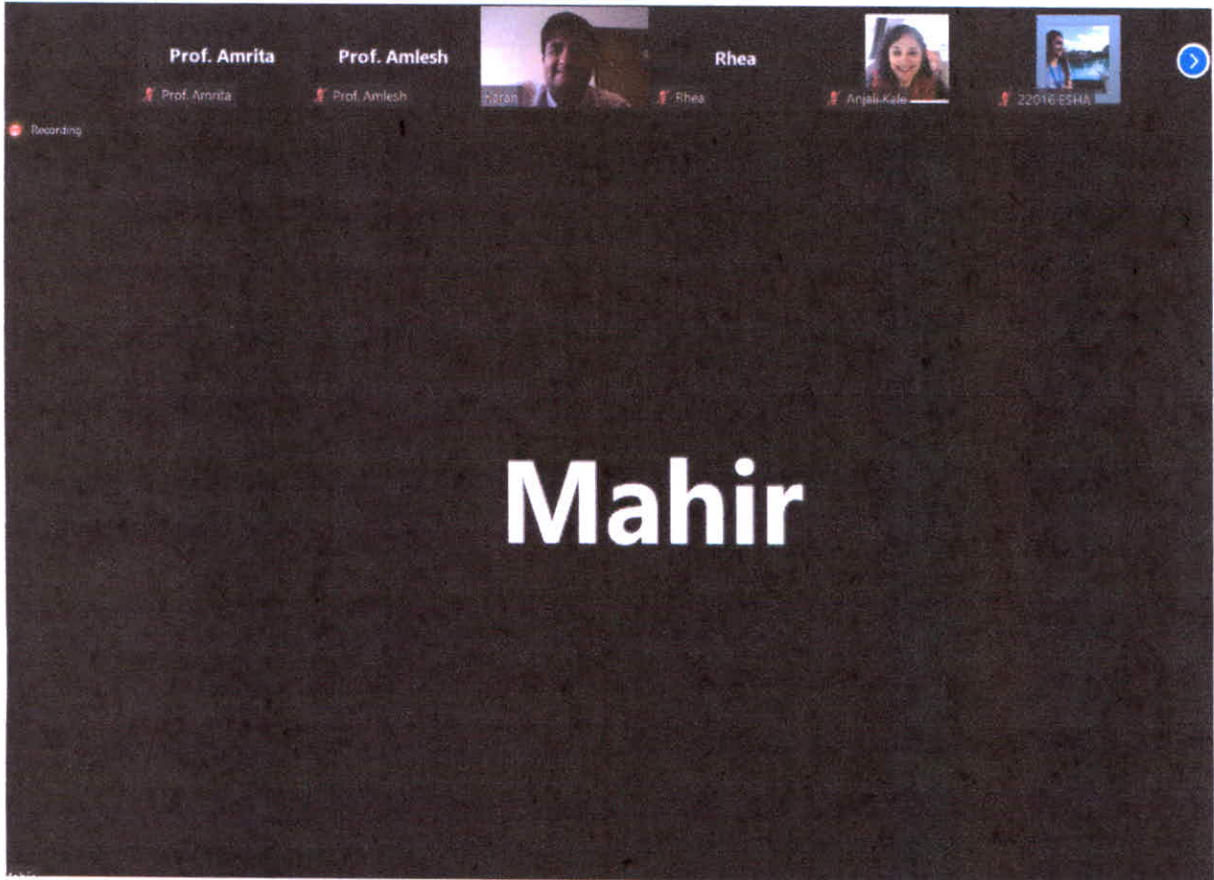 Prof. Amrita
Prof. Amlesh
Rhea
Prof. Amrita
Prof. Amlesh
Karan
Rhea
Anjali Kale
22016 ESHA
Recording
Mahir